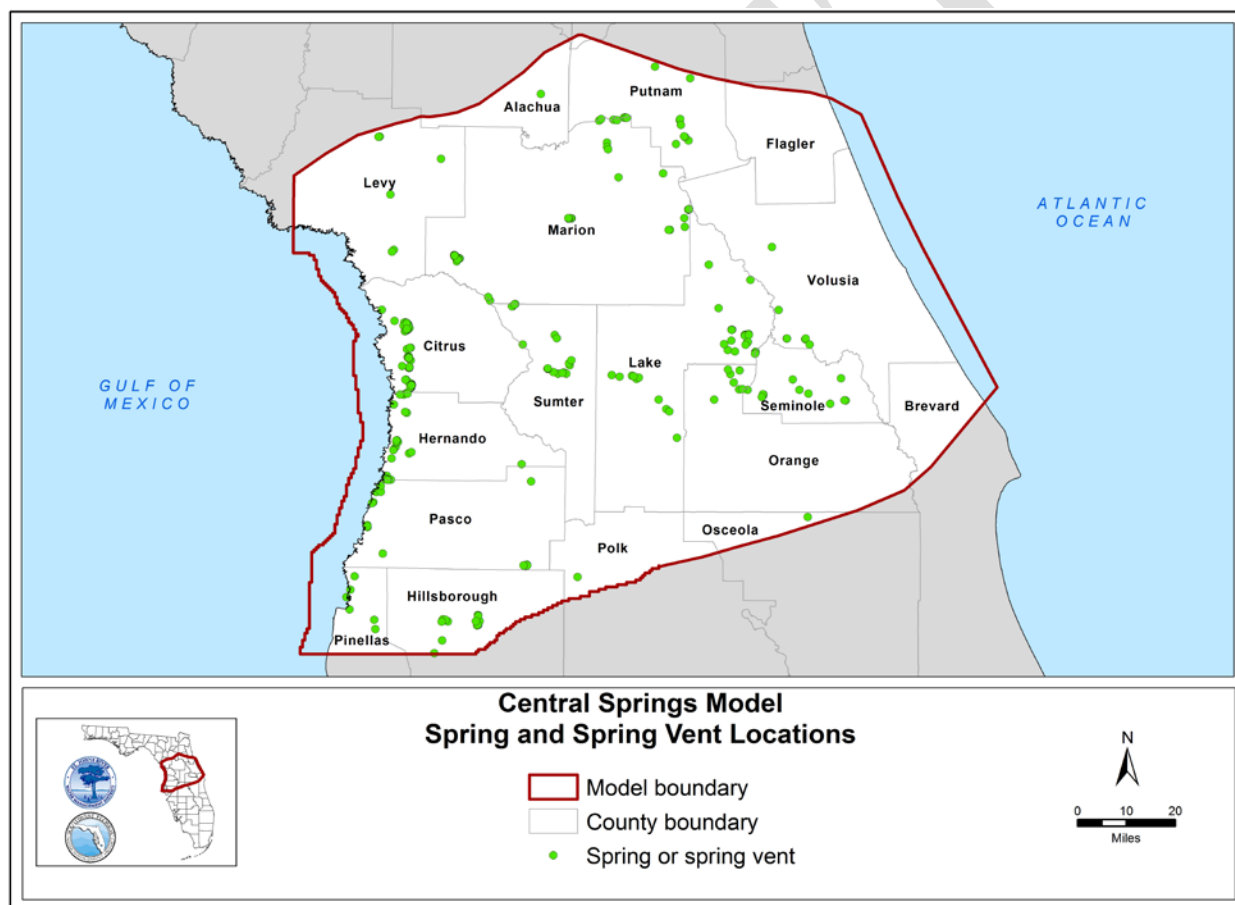 Putnam
Alachua
Flagler
Levy
ATLANTIC
OCEAN
Marion
Volusia
Citrus
Lake
GULF OF
MEXICO
Sumter
Seminole
Brevard
Hernando
Orange
Pasco
Osceola
Polk
Hillsborough
Pinellas
Central Springs Model
Spring and Spring Vent Locations
Model boundary
County boundary
Spring or spring vent
N
0 10 20
Miles